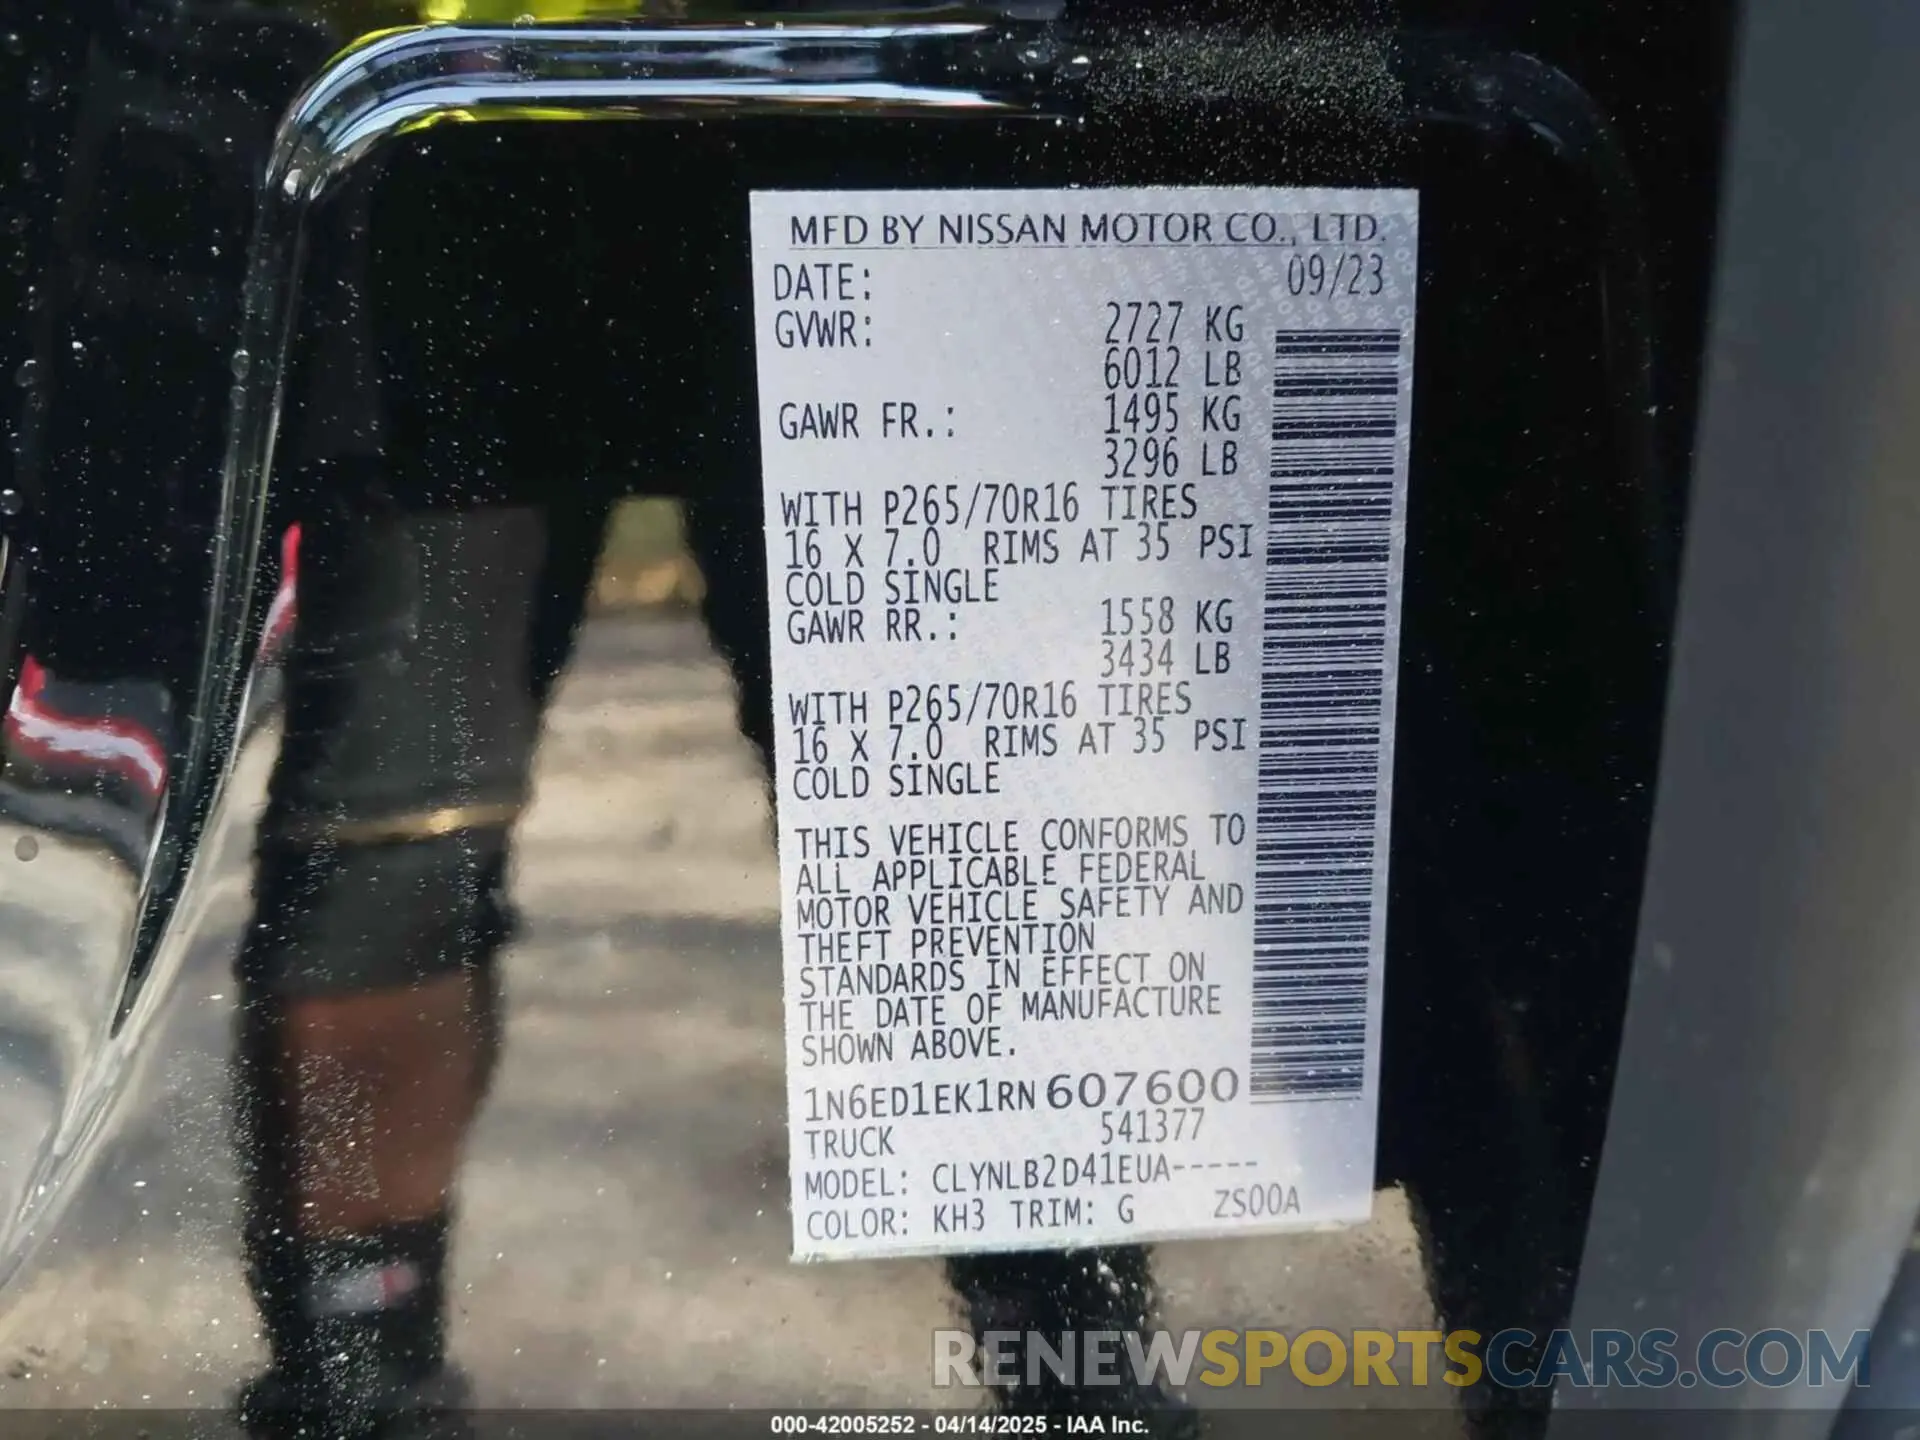 MFD BY NISSAN MOTOR CO., LTD.
DATE: 09/23
GVWR: 2727 KG
6012 LB
GAWR FR.: 1495 KG
3296 LB
WITH P265/70R16 TIRES
16 X 7.0 RIMS AT 35 PSI
COLD SINGLE
GAWR RR.: 1558 KG
3434 LB
WITH P265/70R16 TIRES
16 X 7.0 RIMS AT 35 PSI
COLD SINGLE
THIS VEHICLE CONFORMS TO
ALL APPLICABLE FEDERAL
MOTOR VEHICLE SAFETY AND
THEFT PREVENTION
STANDARDS IN EFFECT ON
THE DATE OF MANUFACTURE
SHOWN ABOVE.
1N6ED1EK1RN607600
TRUCK 541377
MODEL: CLYNLB2D41EUA-----
COLOR: KH3 TRIM: G ZS00A
RENEWSPORTSCARS.COM
000-42005252 - 04/14/2025 - IAA Inc.